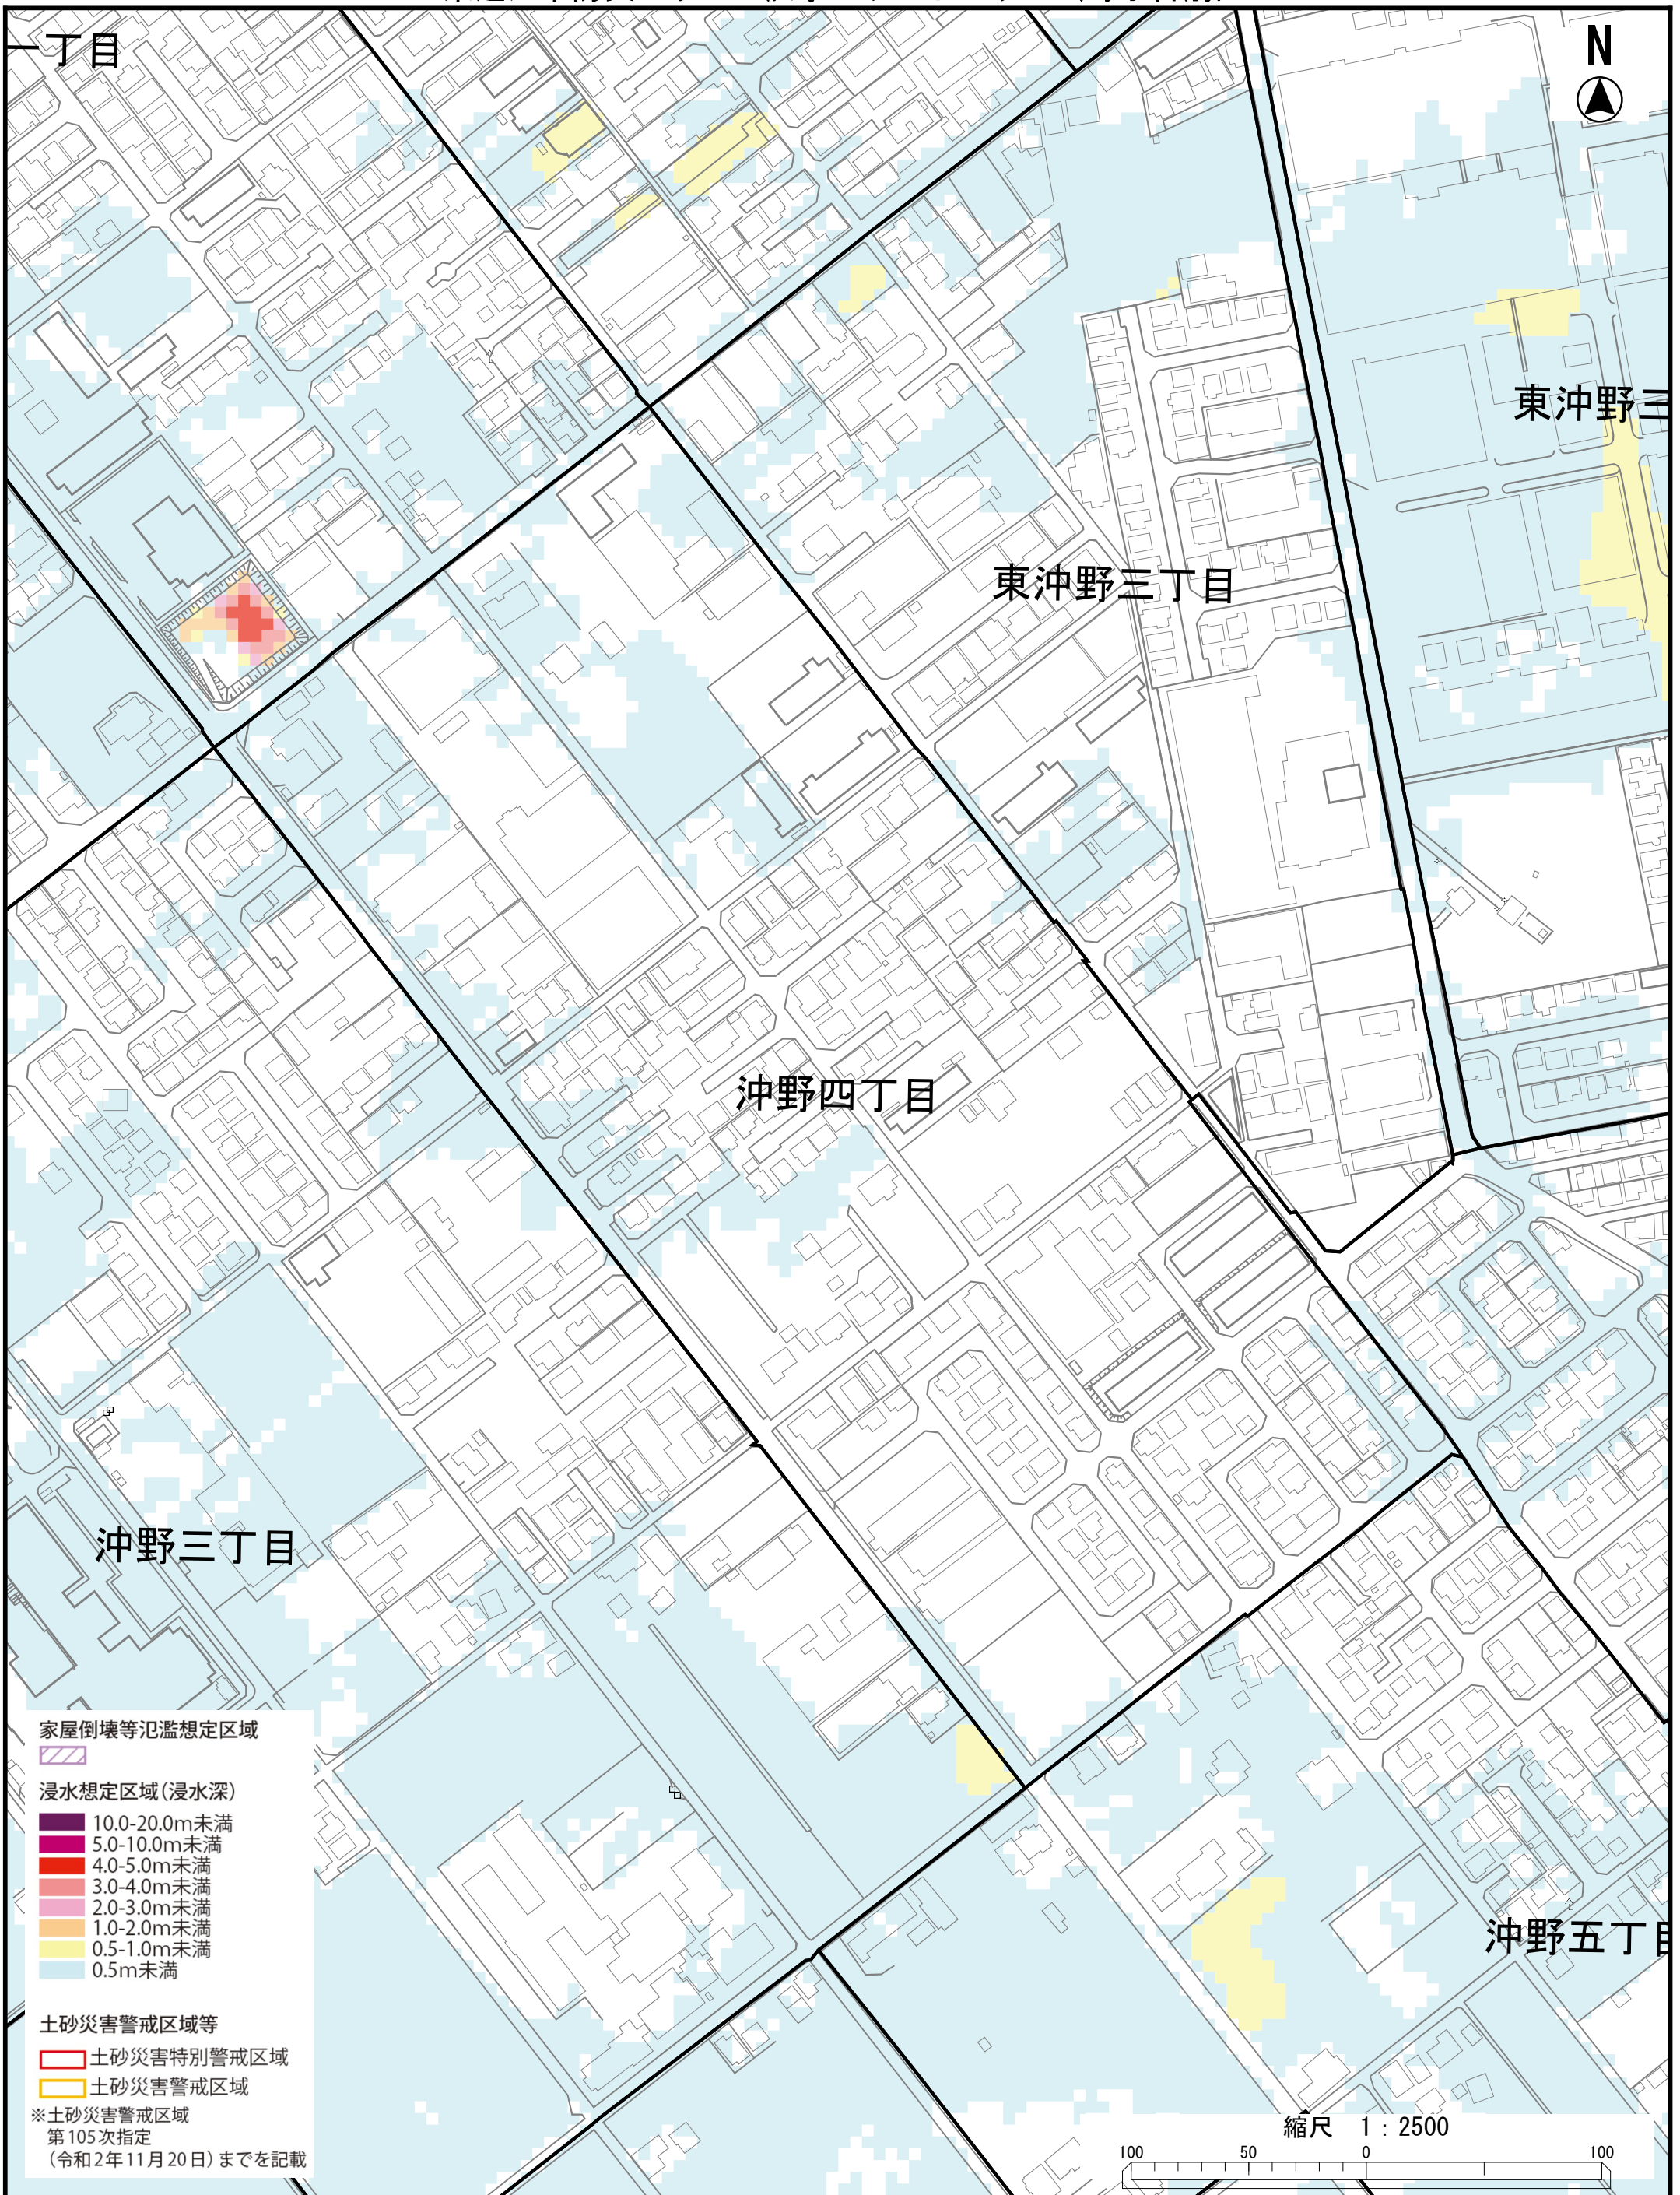 一丁目
N
東沖野三
東沖野三丁目
沖野四丁目
沖野三丁目
沖野五丁目
家屋倒壊等氾濫想定区域
浸水想定区域(浸水深)
10.0-20.0m未満
5.0-10.0m未満
4.0-5.0m未満
3.0-4.0m未満
2.0-3.0m未満
1.0-2.0m未満
0.5-1.0m未満
0.5m未満
土砂災害警戒区域等
土砂災害特別警戒区域
土砂災害警戒区域
※土砂災害警戒区域
第105次指定
(令和2年11月20日)までを記載
縮尺 1:2500
100 50 0 100